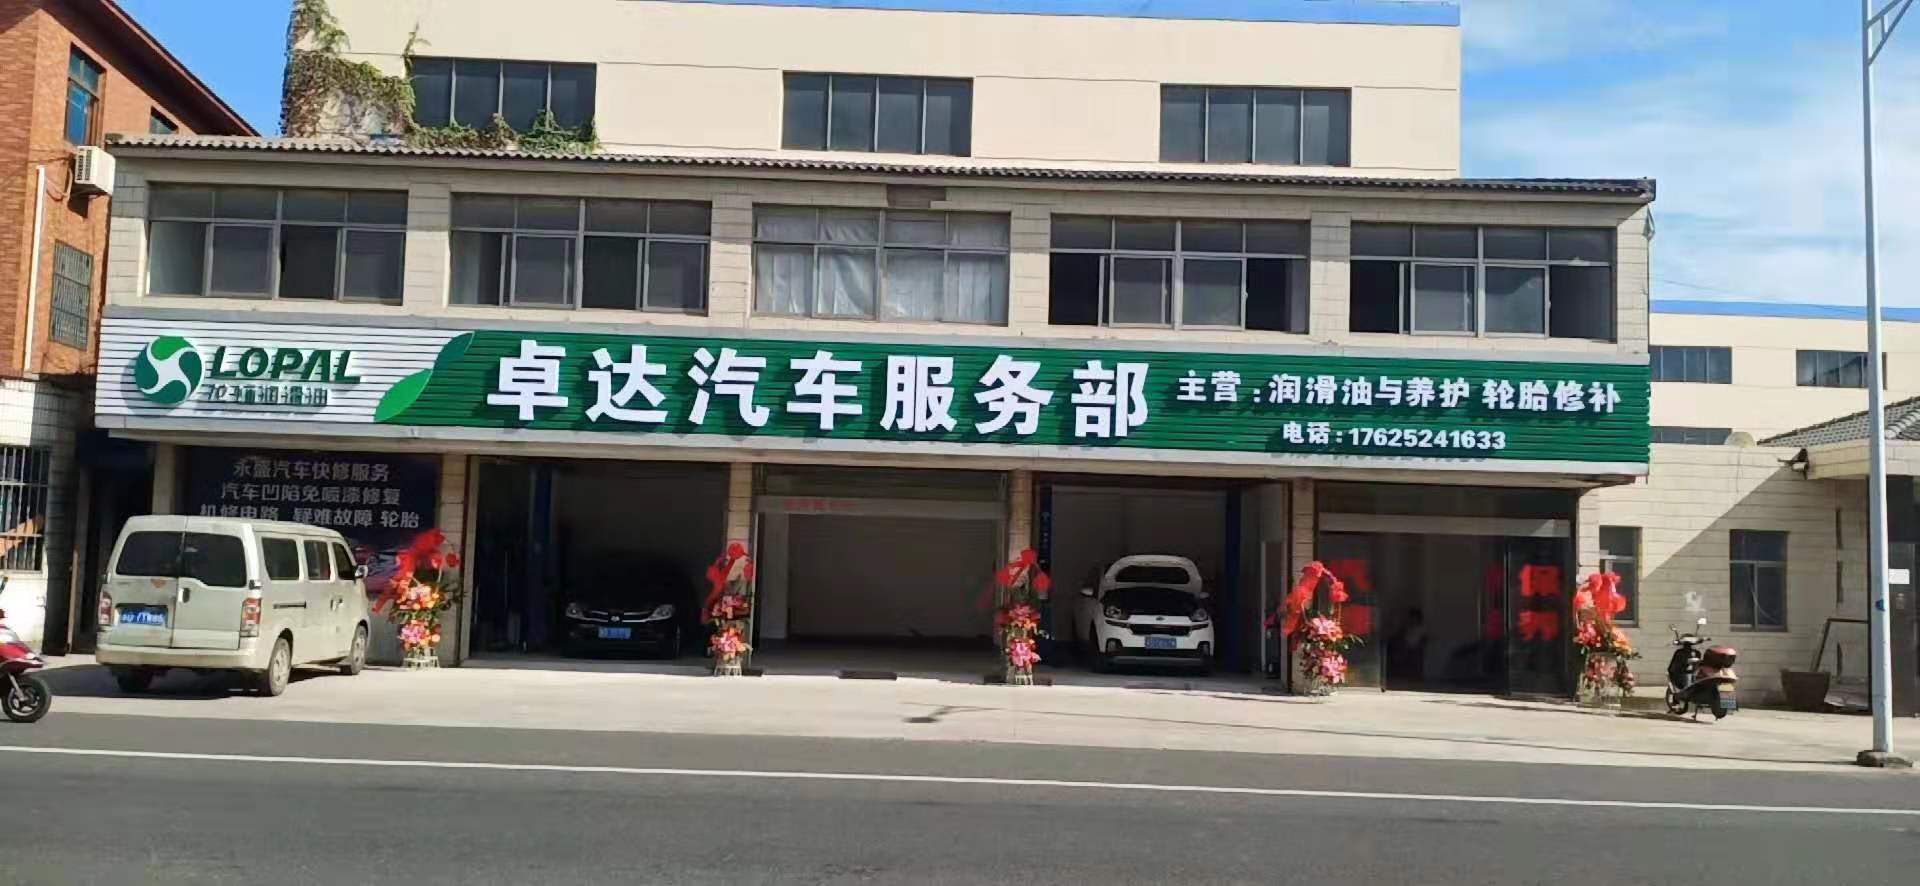 LOPAL
龙蟠润滑油
卓达汽车服务部
主营：润滑油与养护 轮胎修补
电话：17625241633
永盛汽车快修服务
汽车凹陷免喷漆修复
机修电路 疑难故障 轮胎
保
养